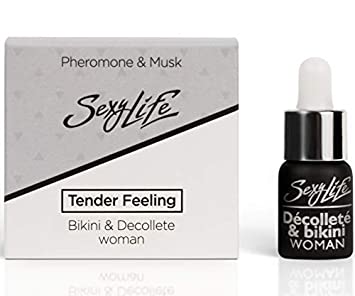 Pheromone & Musk
SexyLife
Tender Feeling
Bikini & Decollete
woman
SexyLife
Décolleté
& bikini
WOMAN